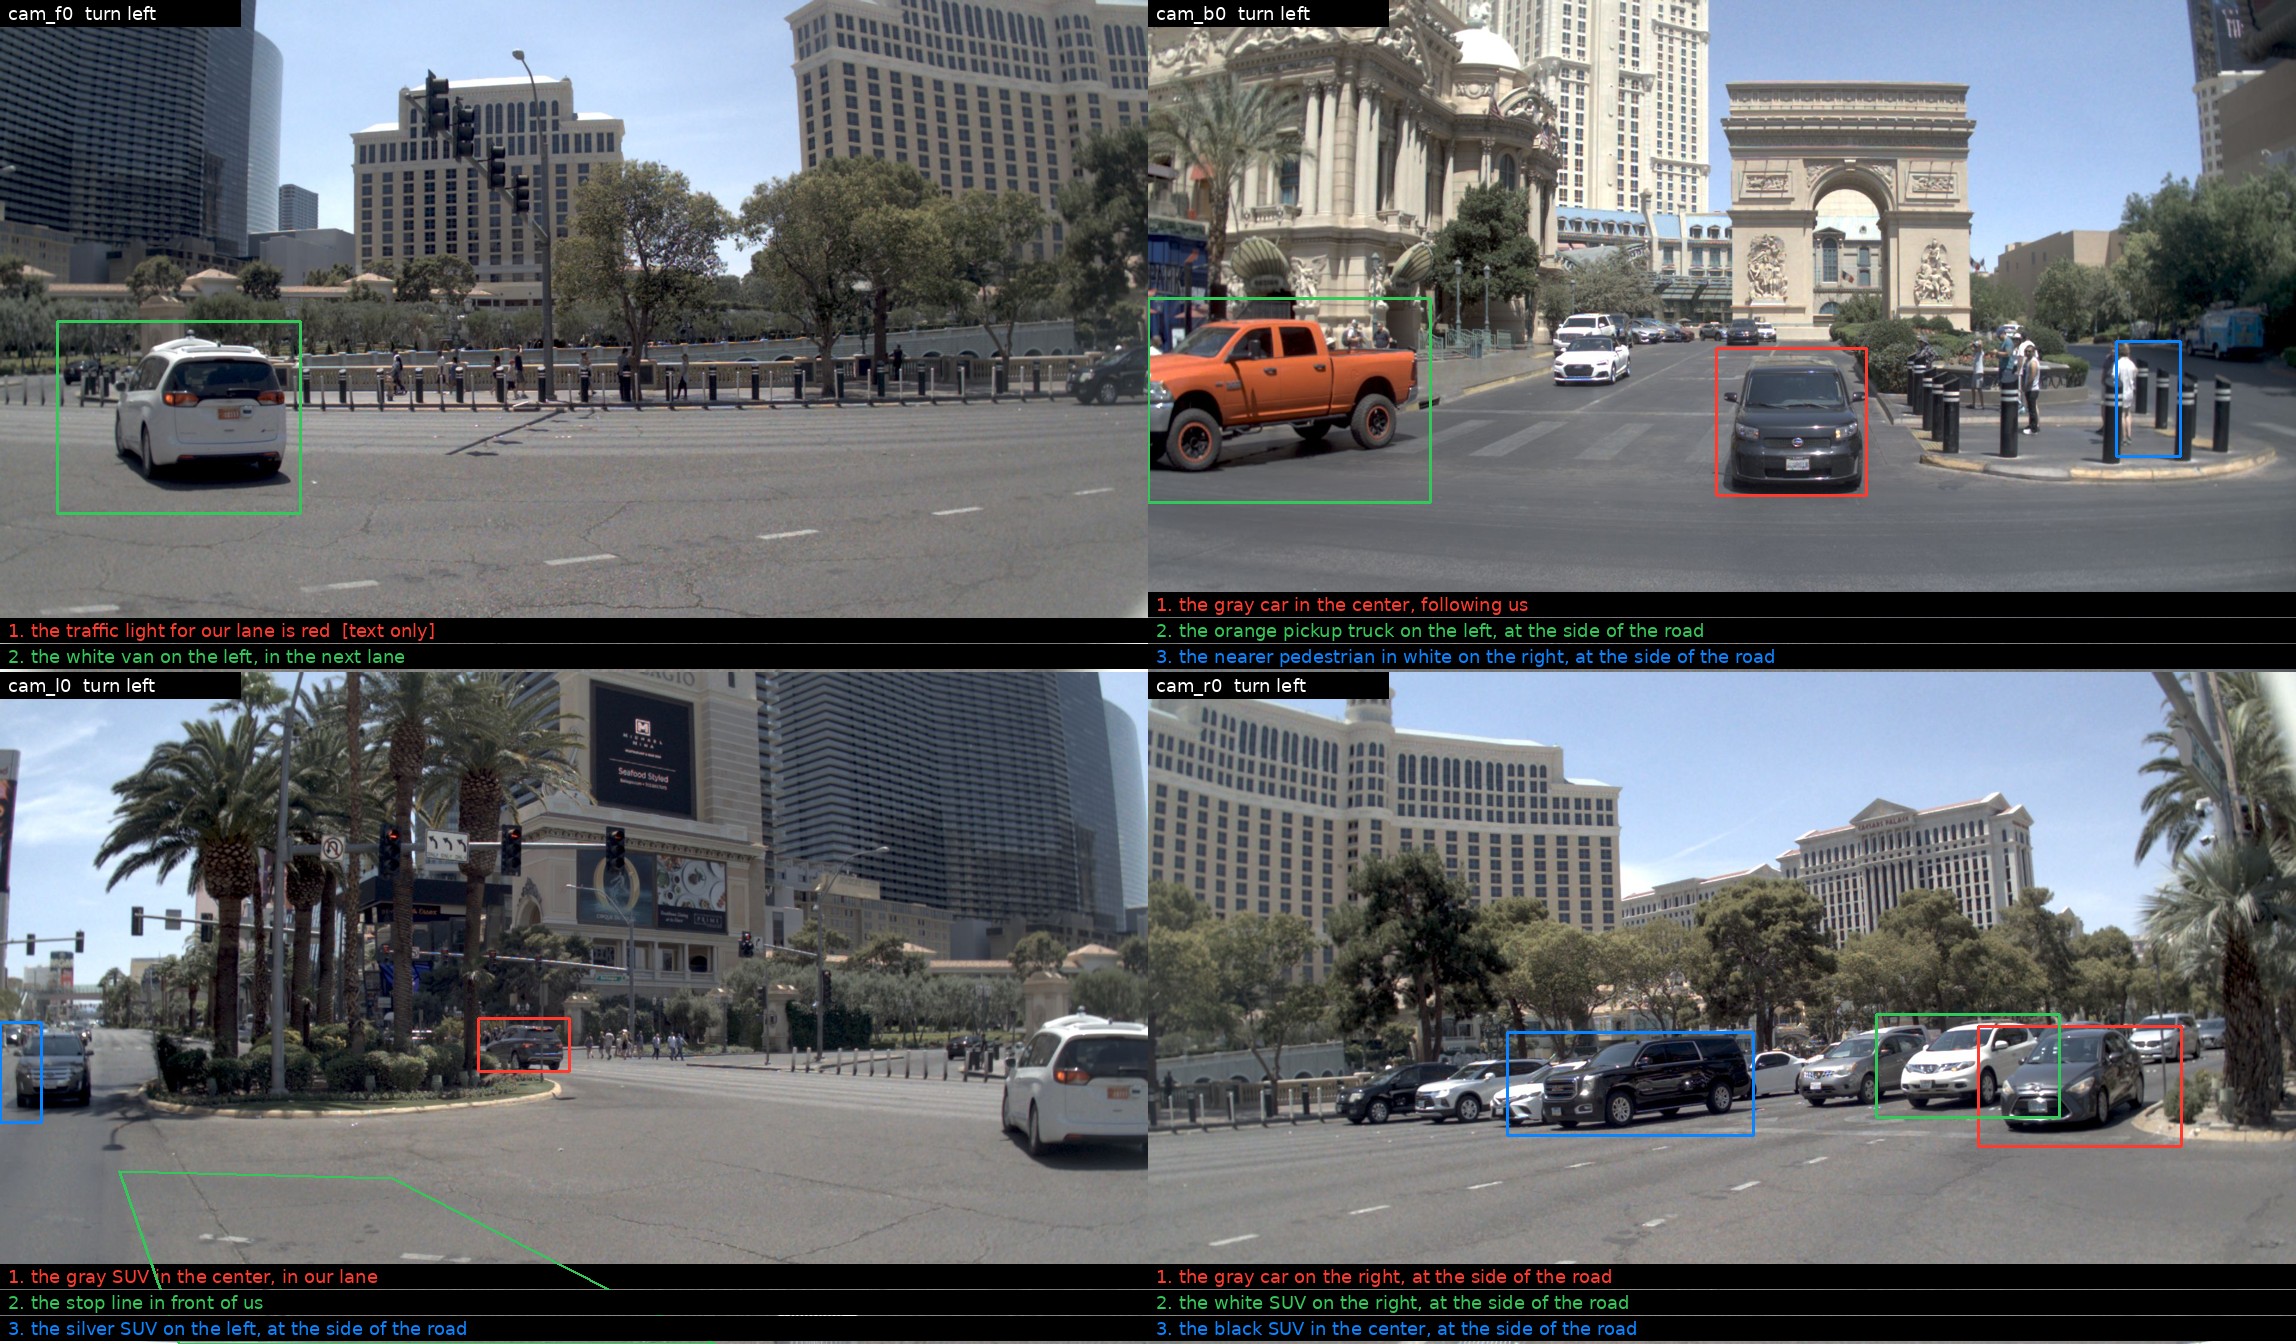 cam_f0 turn left
1. the traffic light for our lane is red [text only]
2. the white van on the left, in the next lane
cam_b0 turn left
1. the gray car in the center, following us
2. the orange pickup truck on the left, at the side of the road
3. the nearer pedestrian in white on the right, at the side of the road
cam_l0 turn left
MICHAEL
MINA
Seafood Styled
PRIME
1. the gray SUV in the center, in our lane
2. the stop line in front of us
3. the silver SUV on the left, at the side of the road
cam_r0 turn left
CAESARS PALACE
1. the gray car on the right, at the side of the road
2. the white SUV on the right, at the side of the road
3. the black SUV in the center, at the side of the road